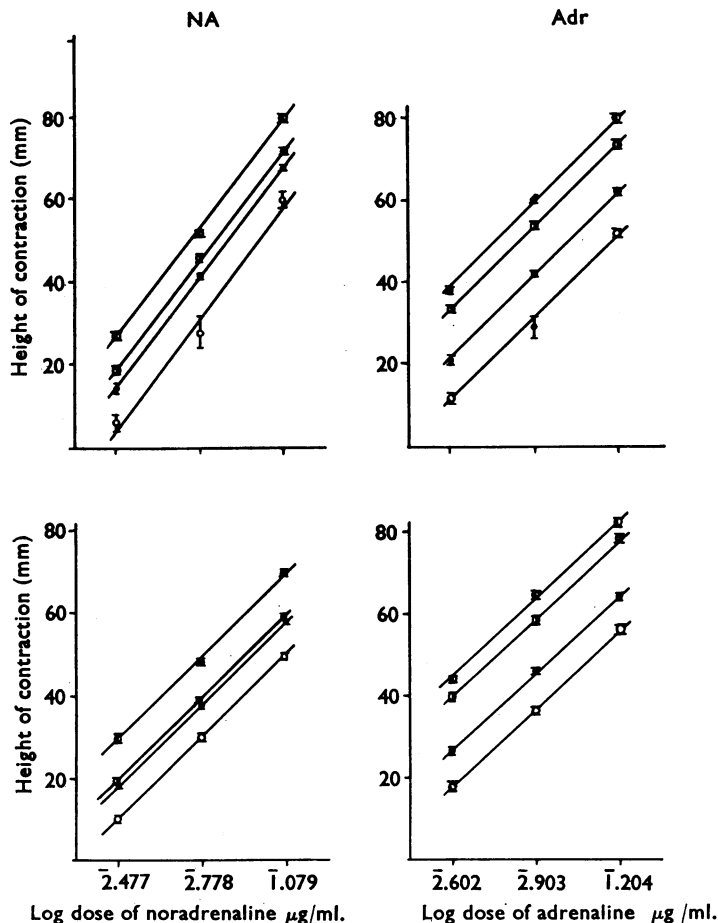 NA
Adr
Height of contraction (mm)
80
60
40
20
80
60
40
20
Height of contraction (mm)
80
60
40
20
80
60
40
20
2̄.477 2̄.778 1̄.079
2̄.602 2̄.903 1̄.204
Log dose of noradrenaline μg/ml.
Log dose of adrenaline μg/ml.